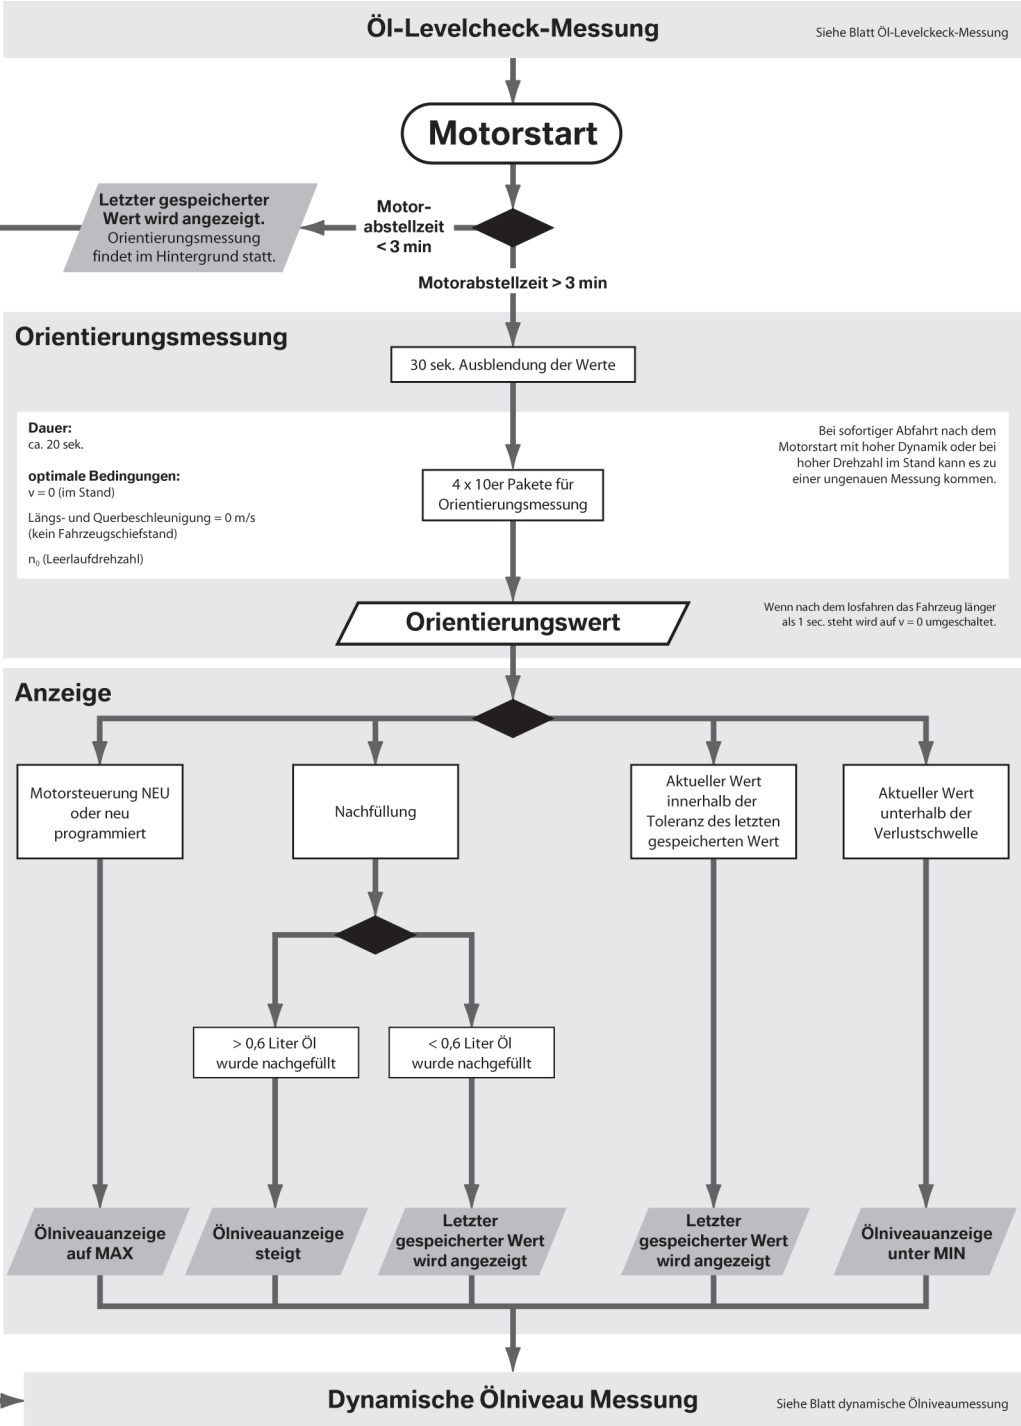 Öl-Levelcheck-Messung
Siehe Blatt Öl-Levelckeck-Messung
Motorstart
Letzter gespeicherter
Wert wird angezeigt.
Orientierungsmessung
findet im Hintergrund statt.
Motor-
abstellzeit
< 3 min
Motorabstellzeit > 3 min
Orientierungsmessung
30 sek. Ausblendung der Werte
Dauer:
ca. 20 sek.
optimale Bedingungen:
v = 0 (im Stand)
Längs- und Querbeschleunigung = 0 m/s
(kein Fahrzeugschiefstand)
n₀ (Leerlaufdrehzahl)
4 x 10er Pakete für
Orientierungsmessung
Bei sofortiger Abfahrt nach dem
Motorstart mit hoher Dynamik oder bei
hoher Drehzahl im Stand kann es zu
einer ungenauen Messung kommen.
Orientierungswert
Wenn nach dem losfahren das Fahrzeug länger
als 1 sec. steht wird auf v = 0 umgeschaltet.
Anzeige
Motorsteuerung NEU
oder neu
programmiert
Nachfüllung
Aktueller Wert
innerhalb der
Toleranz des letzten
gespeicherten Wert
Aktueller Wert
unterhalb der
Verlustschwelle
> 0,6 Liter Öl
wurde nachgefüllt
< 0,6 Liter Öl
wurde nachgefüllt
Ölniveauanzeige
auf MAX
Ölniveauanzeige
steigt
Letzter
gespeicherter Wert
wird angezeigt
Letzter
gespeicherter Wert
wird angezeigt
Ölniveauanzeige
unter MIN
Dynamische Ölniveau Messung
Siehe Blatt dynamische Ölniveaumessung